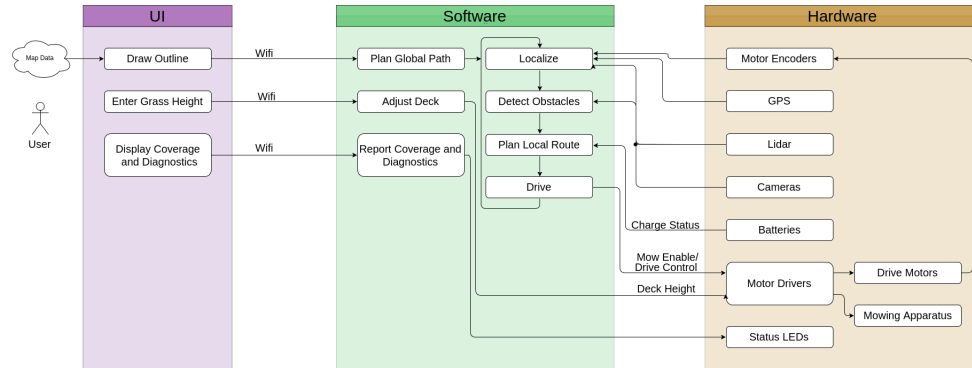 UI
Software
Hardware
Map Data
Draw Outline
Wifi
Plan Global Path
Localize
Motor Encoders
Enter Grass Height
Wifi
Adjust Deck
Detect Obstacles
GPS
User
Display Coverage
and Diagnostics
Wifi
Report Coverage and
Diagnostics
Plan Local Route
Lidar
Drive
Cameras
Charge Status
Batteries
Mow Enable/
Drive Control
Motor Drivers
Drive Motors
Deck Height
Mowing Apparatus
Status LEDs